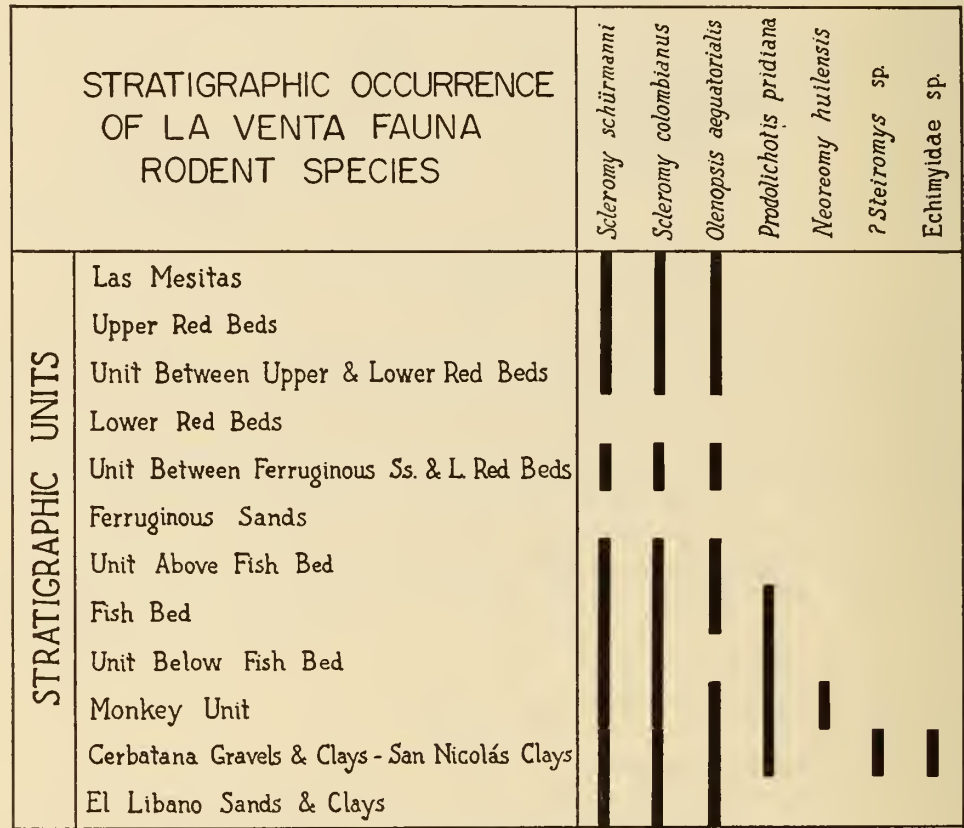 STRATIGRAPHIC OCCURRENCE
OF LA VENTA FAUNA
RODENT SPECIES
Scleromy schürmanni
Scleromy colombianus
Olenopsis aequatorialis
Prodolichotis pridiana
Neoreomy huilensis
? Steiromys sp.
Echimyidae sp.
STRATIGRAPHIC UNITS
Las Mesitas
Upper Red Beds
Unit Between Upper & Lower Red Beds
Lower Red Beds
Unit Between Ferruginous Ss. & L. Red Beds
Ferruginous Sands
Unit Above Fish Bed
Fish Bed
Unit Below Fish Bed
Monkey Unit
Cerbatana Gravels & Clays - San Nicolás Clays
El Libano Sands & Clays